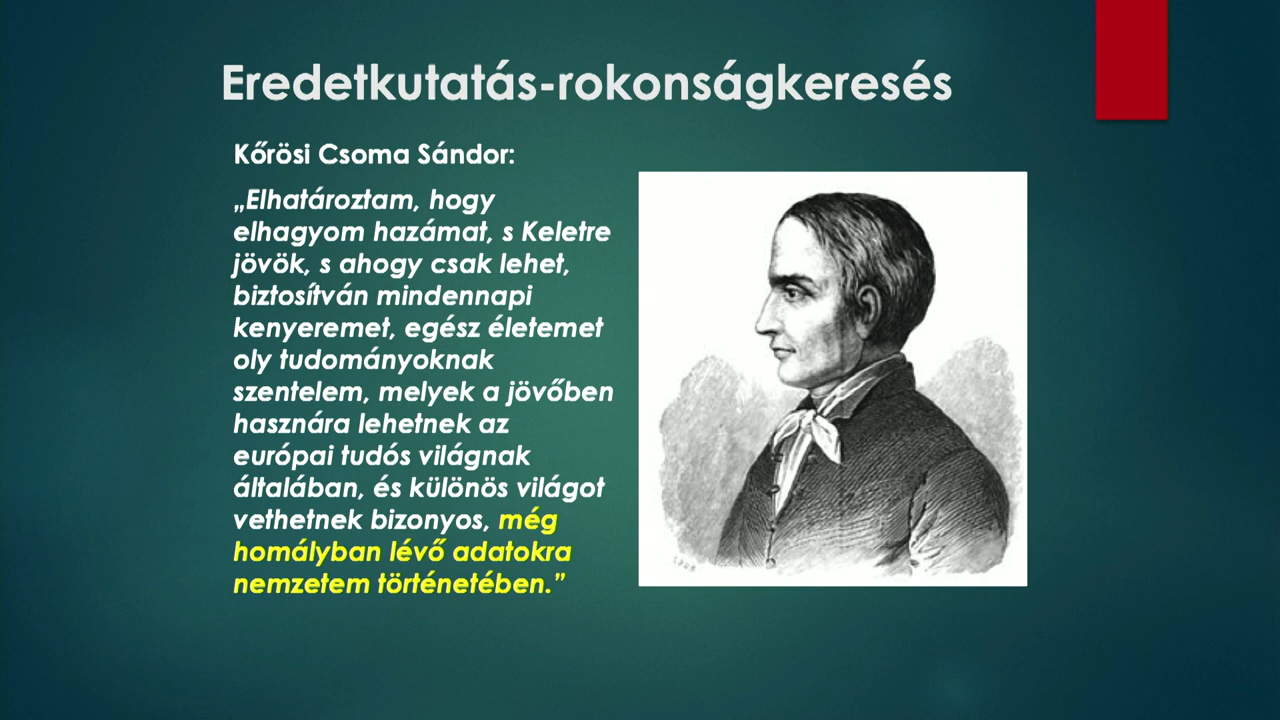 Eredetkutatás-rokonságkeresés
Kőrösi Csoma Sándor:
„Elhatároztam, hogy
elhagyom hazámat, s Keletre
jövök, s ahogy csak lehet,
biztosítván mindennapi
kenyeremet, egész életemet
oly tudományoknak
szentelem, melyek a jövőben
hasznára lehetnek az
európai tudós világnak
általában, és különös világot
vethetnek bizonyos, még
homályban lévő adatokra
nemzetem történetében.”